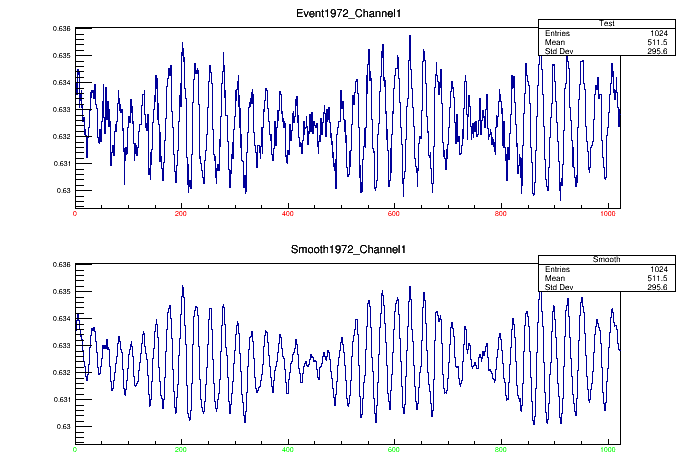 Event1972_Channel1
Test
Entries 1024
Mean 511.5
Std Dev 295.6
0.636
0.635
0.634
0.633
0.632
0.631
0.63
0 200 400 600 800 1000
Smooth1972_Channel1
Smooth
Entries 1024
Mean 511.5
Std Dev 295.6
0.636
0.635
0.634
0.633
0.632
0.631
0.63
0 200 400 600 800 1000